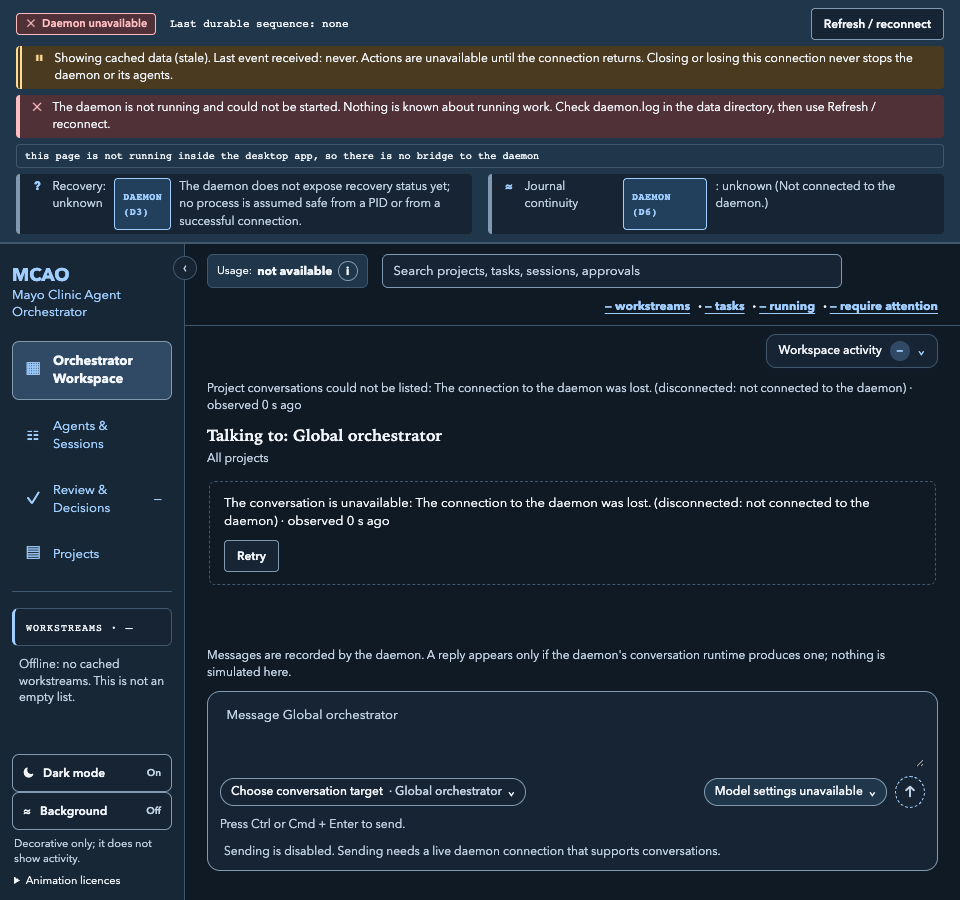 ✕ Daemon unavailable
Last durable sequence: none
Refresh / reconnect
Showing cached data (stale). Last event received: never. Actions are unavailable until the connection returns. Closing or losing this connection never stops the
daemon or its agents.
✕ The daemon is not running and could not be started. Nothing is known about running work. Check daemon.log in the data directory, then use Refresh /
reconnect.
this page is not running inside the desktop app, so there is no bridge to the daemon
? Recovery:
unknown
DAEMON
(D3)
The daemon does not expose recovery status yet;
no process is assumed safe from a PID or from a
successful connection.
≈ Journal
continuity
DAEMON
(D6)
: unknown (Not connected to the
daemon.)
MCAO
Mayo Clinic Agent
Orchestrator
‹
Orchestrator
Workspace
Agents &
Sessions
Review &
Decisions
—
Projects
WORKSTREAMS · —
Offline: no cached
workstreams. This is not an
empty list.
Dark mode On
≈ Background Off
Decorative only; it does not
show activity.
▶ Animation licences
Usage: not available i
Search projects, tasks, sessions, approvals
— workstreams · — tasks · — running · — require attention
Workspace activity —
Project conversations could not be listed: The connection to the daemon was lost. (disconnected: not connected to the daemon) ·
observed 0 s ago
Talking to: Global orchestrator
All projects
The conversation is unavailable: The connection to the daemon was lost. (disconnected: not connected to the
daemon) · observed 0 s ago
Retry
Messages are recorded by the daemon. A reply appears only if the daemon's conversation runtime produces one; nothing is
simulated here.
Message Global orchestrator
Choose conversation target · Global orchestrator
Model settings unavailable
Press Ctrl or Cmd + Enter to send.
Sending is disabled. Sending needs a live daemon connection that supports conversations.